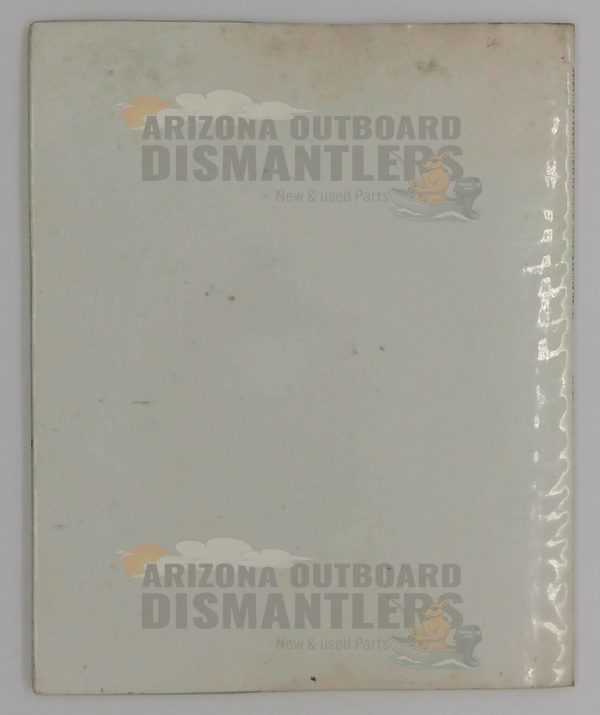 ARIZONA OUTBOARD
DISMANTLERS
New & used Parts
ARIZONA OUTBOARD
DISMANTLERS
New & used Parts